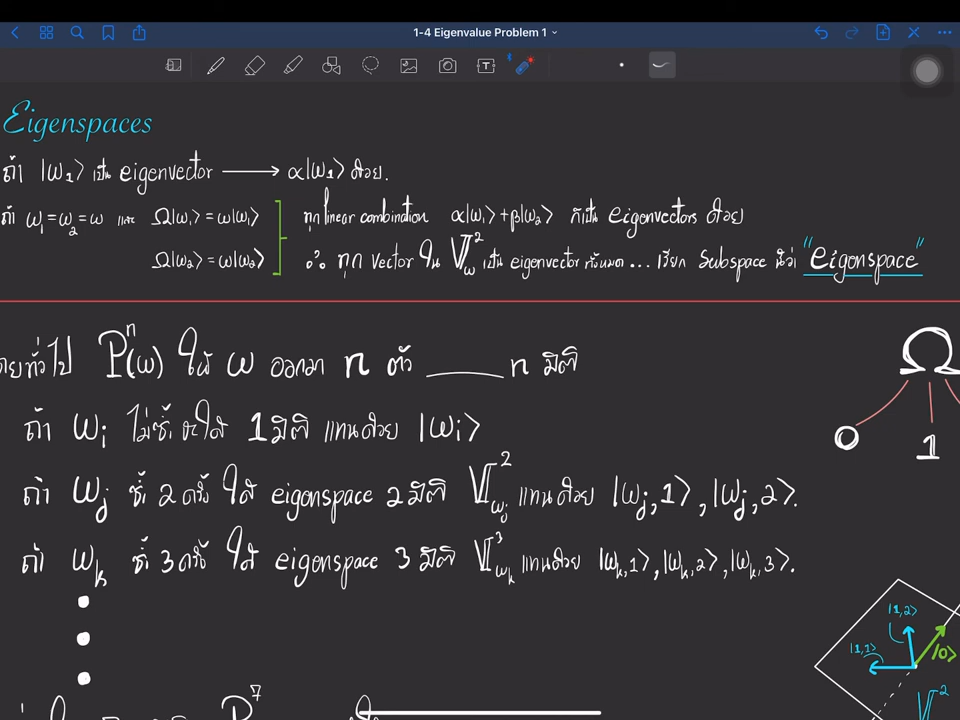 1-4 Eigenvalue Problem 1
Eigenspaces
ถ้า |ω₁⟩ เป็น eigenvector ⟶ α|ω₁⟩ ด้วย.
ถ้า ω₁=ω₂=ω และ Ω|ω₁⟩=ω|ω₁⟩
Ω|ω₂⟩=ω|ω₂⟩
ทุก linear combination α|ω₁⟩+β|ω₂⟩ ก็เป็น eigenvectors ด้วย
∴ ทุก vector ใน 𝕍²_ω เป็น eigenvector ทั้งหมด... เรียก Subspace นี้ว่า "eigenspace"
โดยทั่วไป Pⁿ(ω) ให้ ω ออกมา n ตัว ____ n มิติ
ถ้า ωᵢ ไม่ซ้ำ จะได้ 1 มิติ แทนด้วย |ωᵢ⟩
ถ้า ωⱼ ซ้ำ 2 ครั้ง ได้ eigenspace 2 มิติ 𝕍²_ωⱼ แทนด้วย |ωⱼ,1⟩, |ωⱼ,2⟩.
ถ้า ωₖ ซ้ำ 3 ครั้ง ได้ eigenspace 3 มิติ 𝕍³_ωₖ แทนด้วย |ωₖ,1⟩, |ωₖ,2⟩, |ωₖ,3⟩.
Ω
0 1
|1,2⟩
|1,1⟩
|0⟩
𝕍²
P⁷